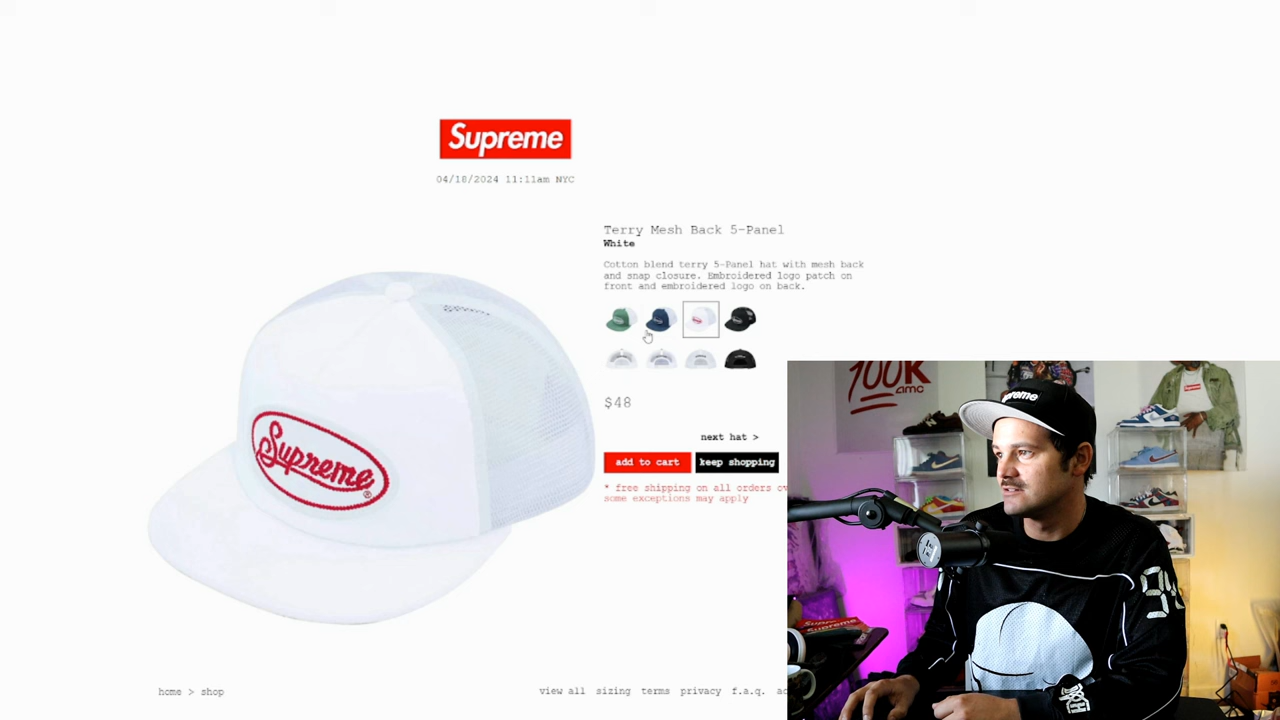 Supreme
04/18/2024 11:11am NYC
Terry Mesh Back 5-Panel
White
Cotton blend terry 5-Panel hat with mesh back
and snap closure. Embroidered logo patch on
front and embroidered logo on back.
$48
next hat >
add to cart
keep shopping
* free shipping on all orders
some exceptions may apply
Supreme
®
home > shop
view all
sizing
terms
privacy
f.a.q.
100K
amc
Supreme